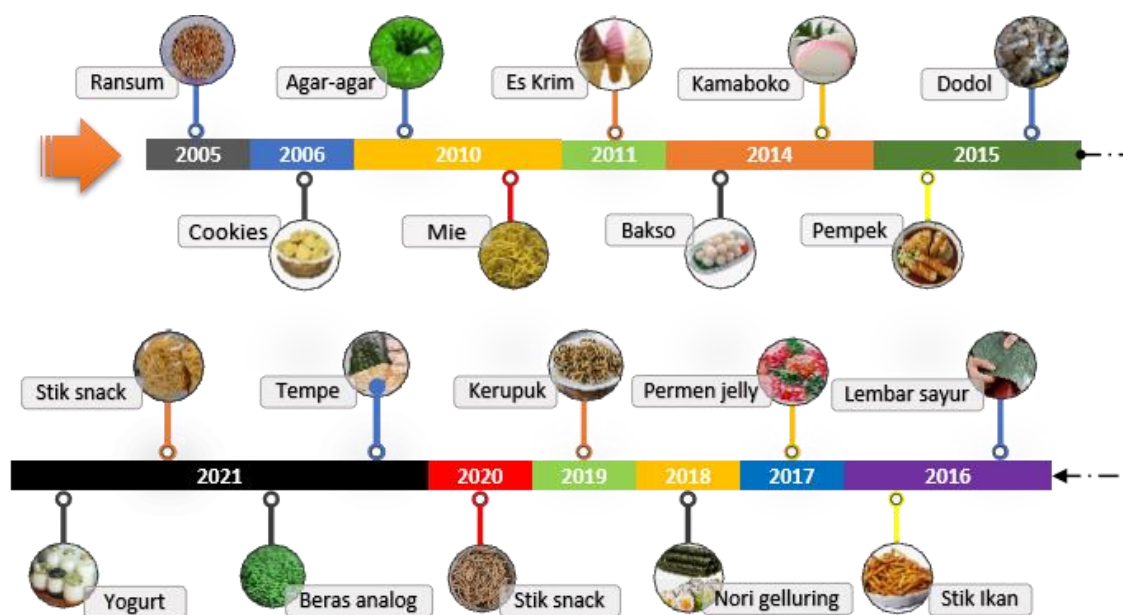 Ransum
Agar-agar
Es Krim
Kamaboko
Dodol
2005
2006
2010
2011
2014
2015
Cookies
Mie
Bakso
Pempek
Stik snack
Tempe
Kerupuk
Permen jelly
Lembar sayur
2021
2020
2019
2018
2017
2016
Yogurt
Beras analog
Stik snack
Nori gelluring
Stik Ikan